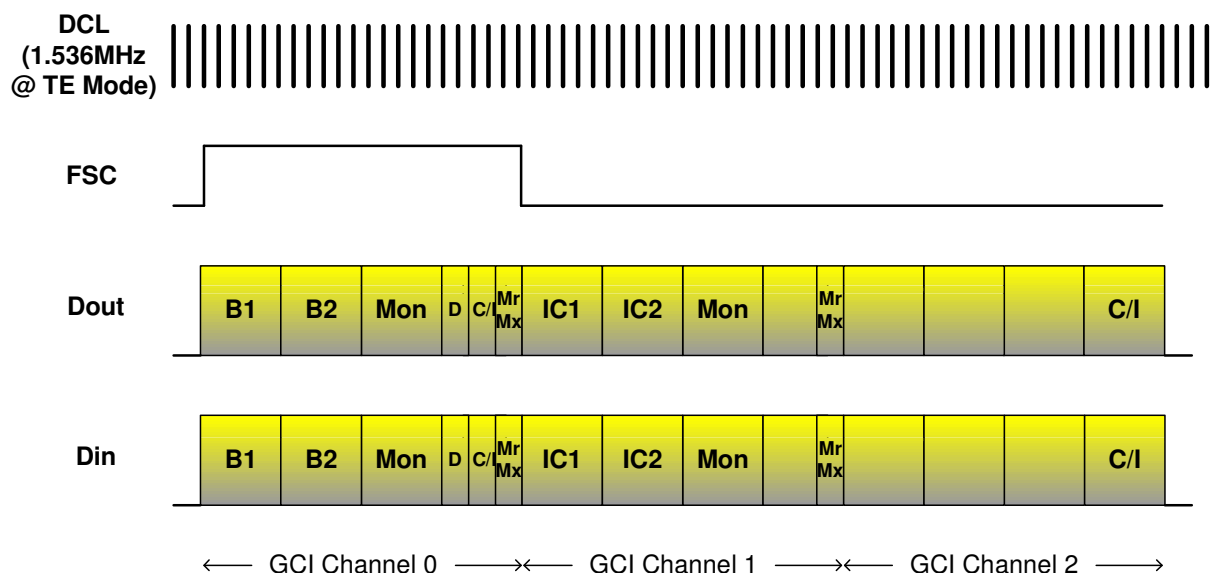 DCL
(1.536MHz
@ TE Mode)
FSC
Dout
B1 B2 Mon D C/I Mr Mx IC1 IC2 Mon Mr Mx C/I
Din
B1 B2 Mon D C/I Mr Mx IC1 IC2 Mon Mr Mx C/I
GCI Channel 0 GCI Channel 1 GCI Channel 2